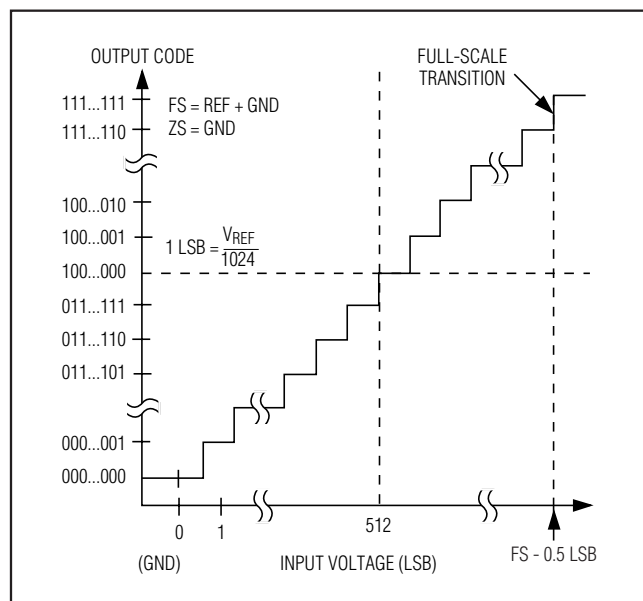 OUTPUT CODE
FULL-SCALE
TRANSITION
111...111
FS = REF + GND
111...110
ZS = GND
100...010
100...001
1 LSB = VREF
1024
100...000
011...111
011...110
011...101
000...001
000...000
0
1
512
(GND)
INPUT VOLTAGE (LSB)
FS - 0.5 LSB